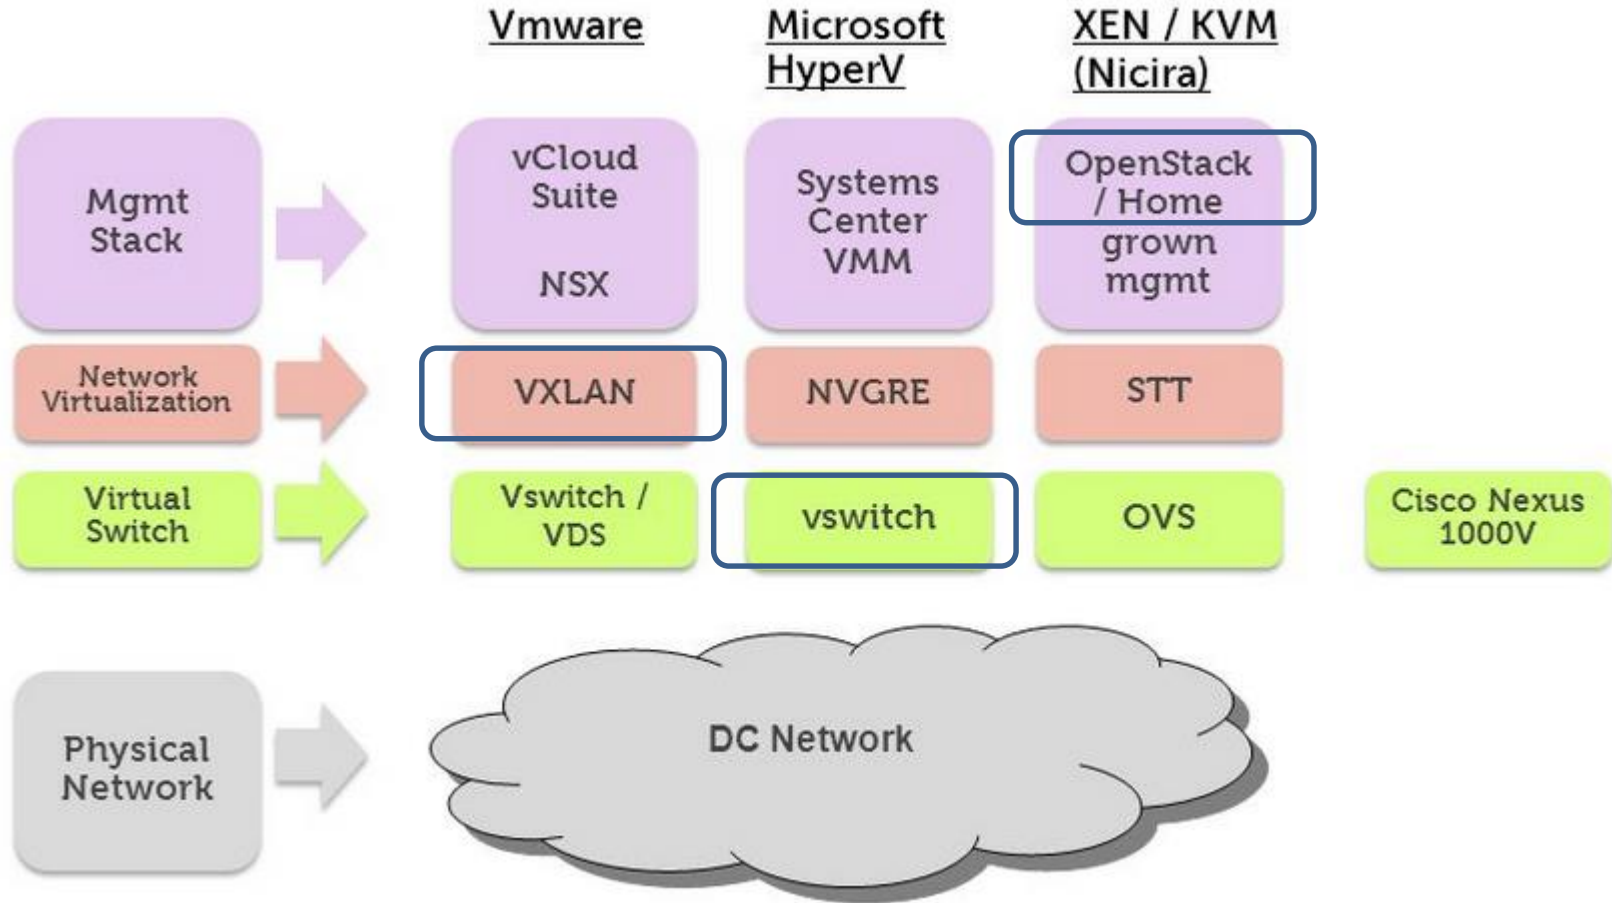 Vmware
Microsoft
HyperV
XEN / KVM
(Nicira)
Mgmt
Stack
vCloud
Suite
NSX
Systems
Center
VMM
OpenStack
/ Home
grown
mgmt
Network
Virtualization
VXLAN
NVGRE
STT
Virtual
Switch
Vswitch /
VDS
vswitch
OVS
Cisco Nexus
1000V
Physical
Network
DC Network